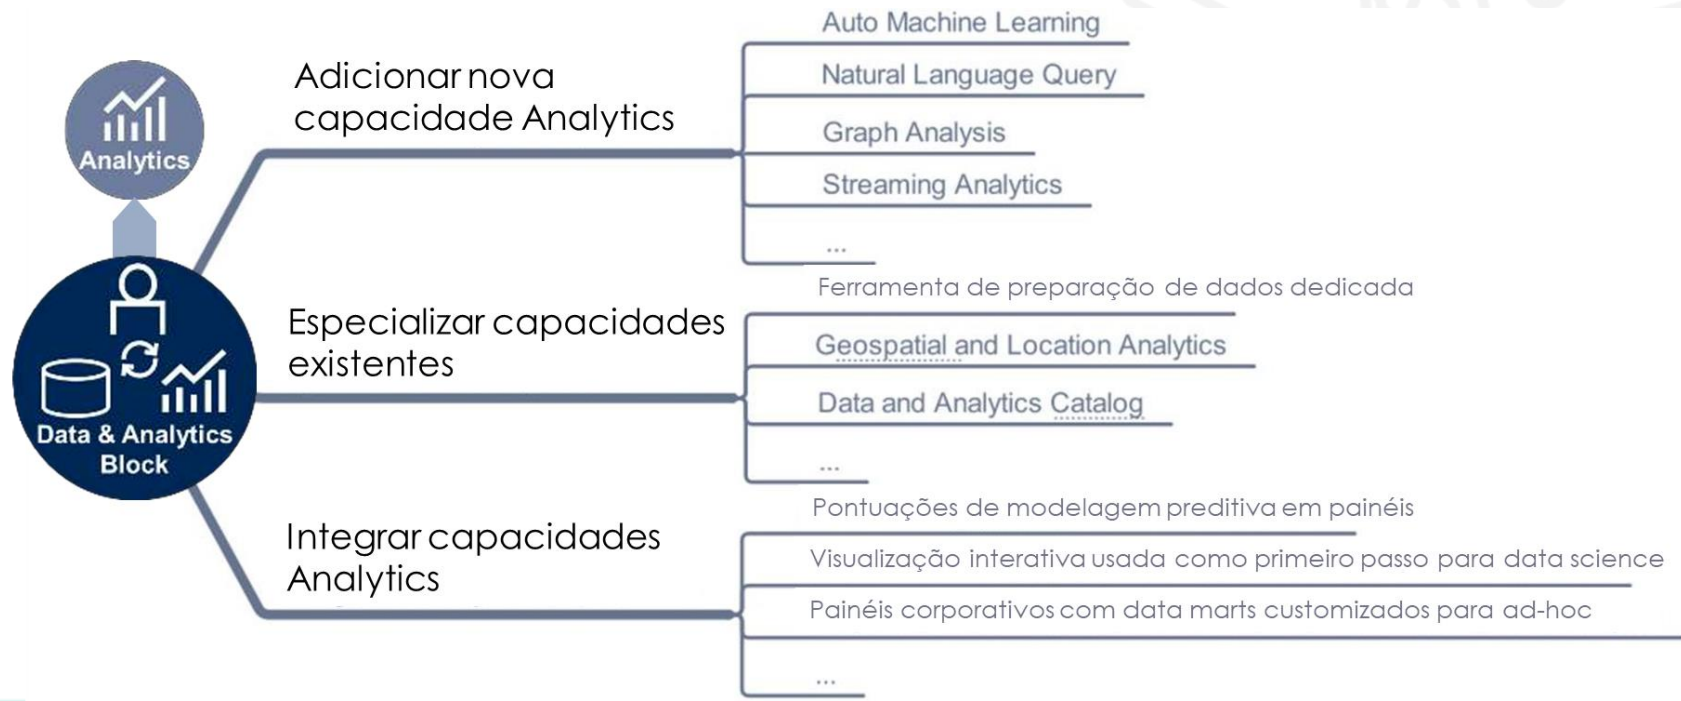 Auto Machine Learning
Adicionar nova
capacidade Analytics
Natural Language Query
Graph Analysis
Streaming Analytics
...
Analytics
Ferramenta de preparação de dados dedicada
Especializar capacidades
existentes
Geospatial and Location Analytics
Data and Analytics Catalog
...
Data & Analytics
Block
Pontuações de modelagem preditiva em painéis
Integrar capacidades
Analytics
Visualização interativa usada como primeiro passo para data science
Painéis corporativos com data marts customizados para ad-hoc
...